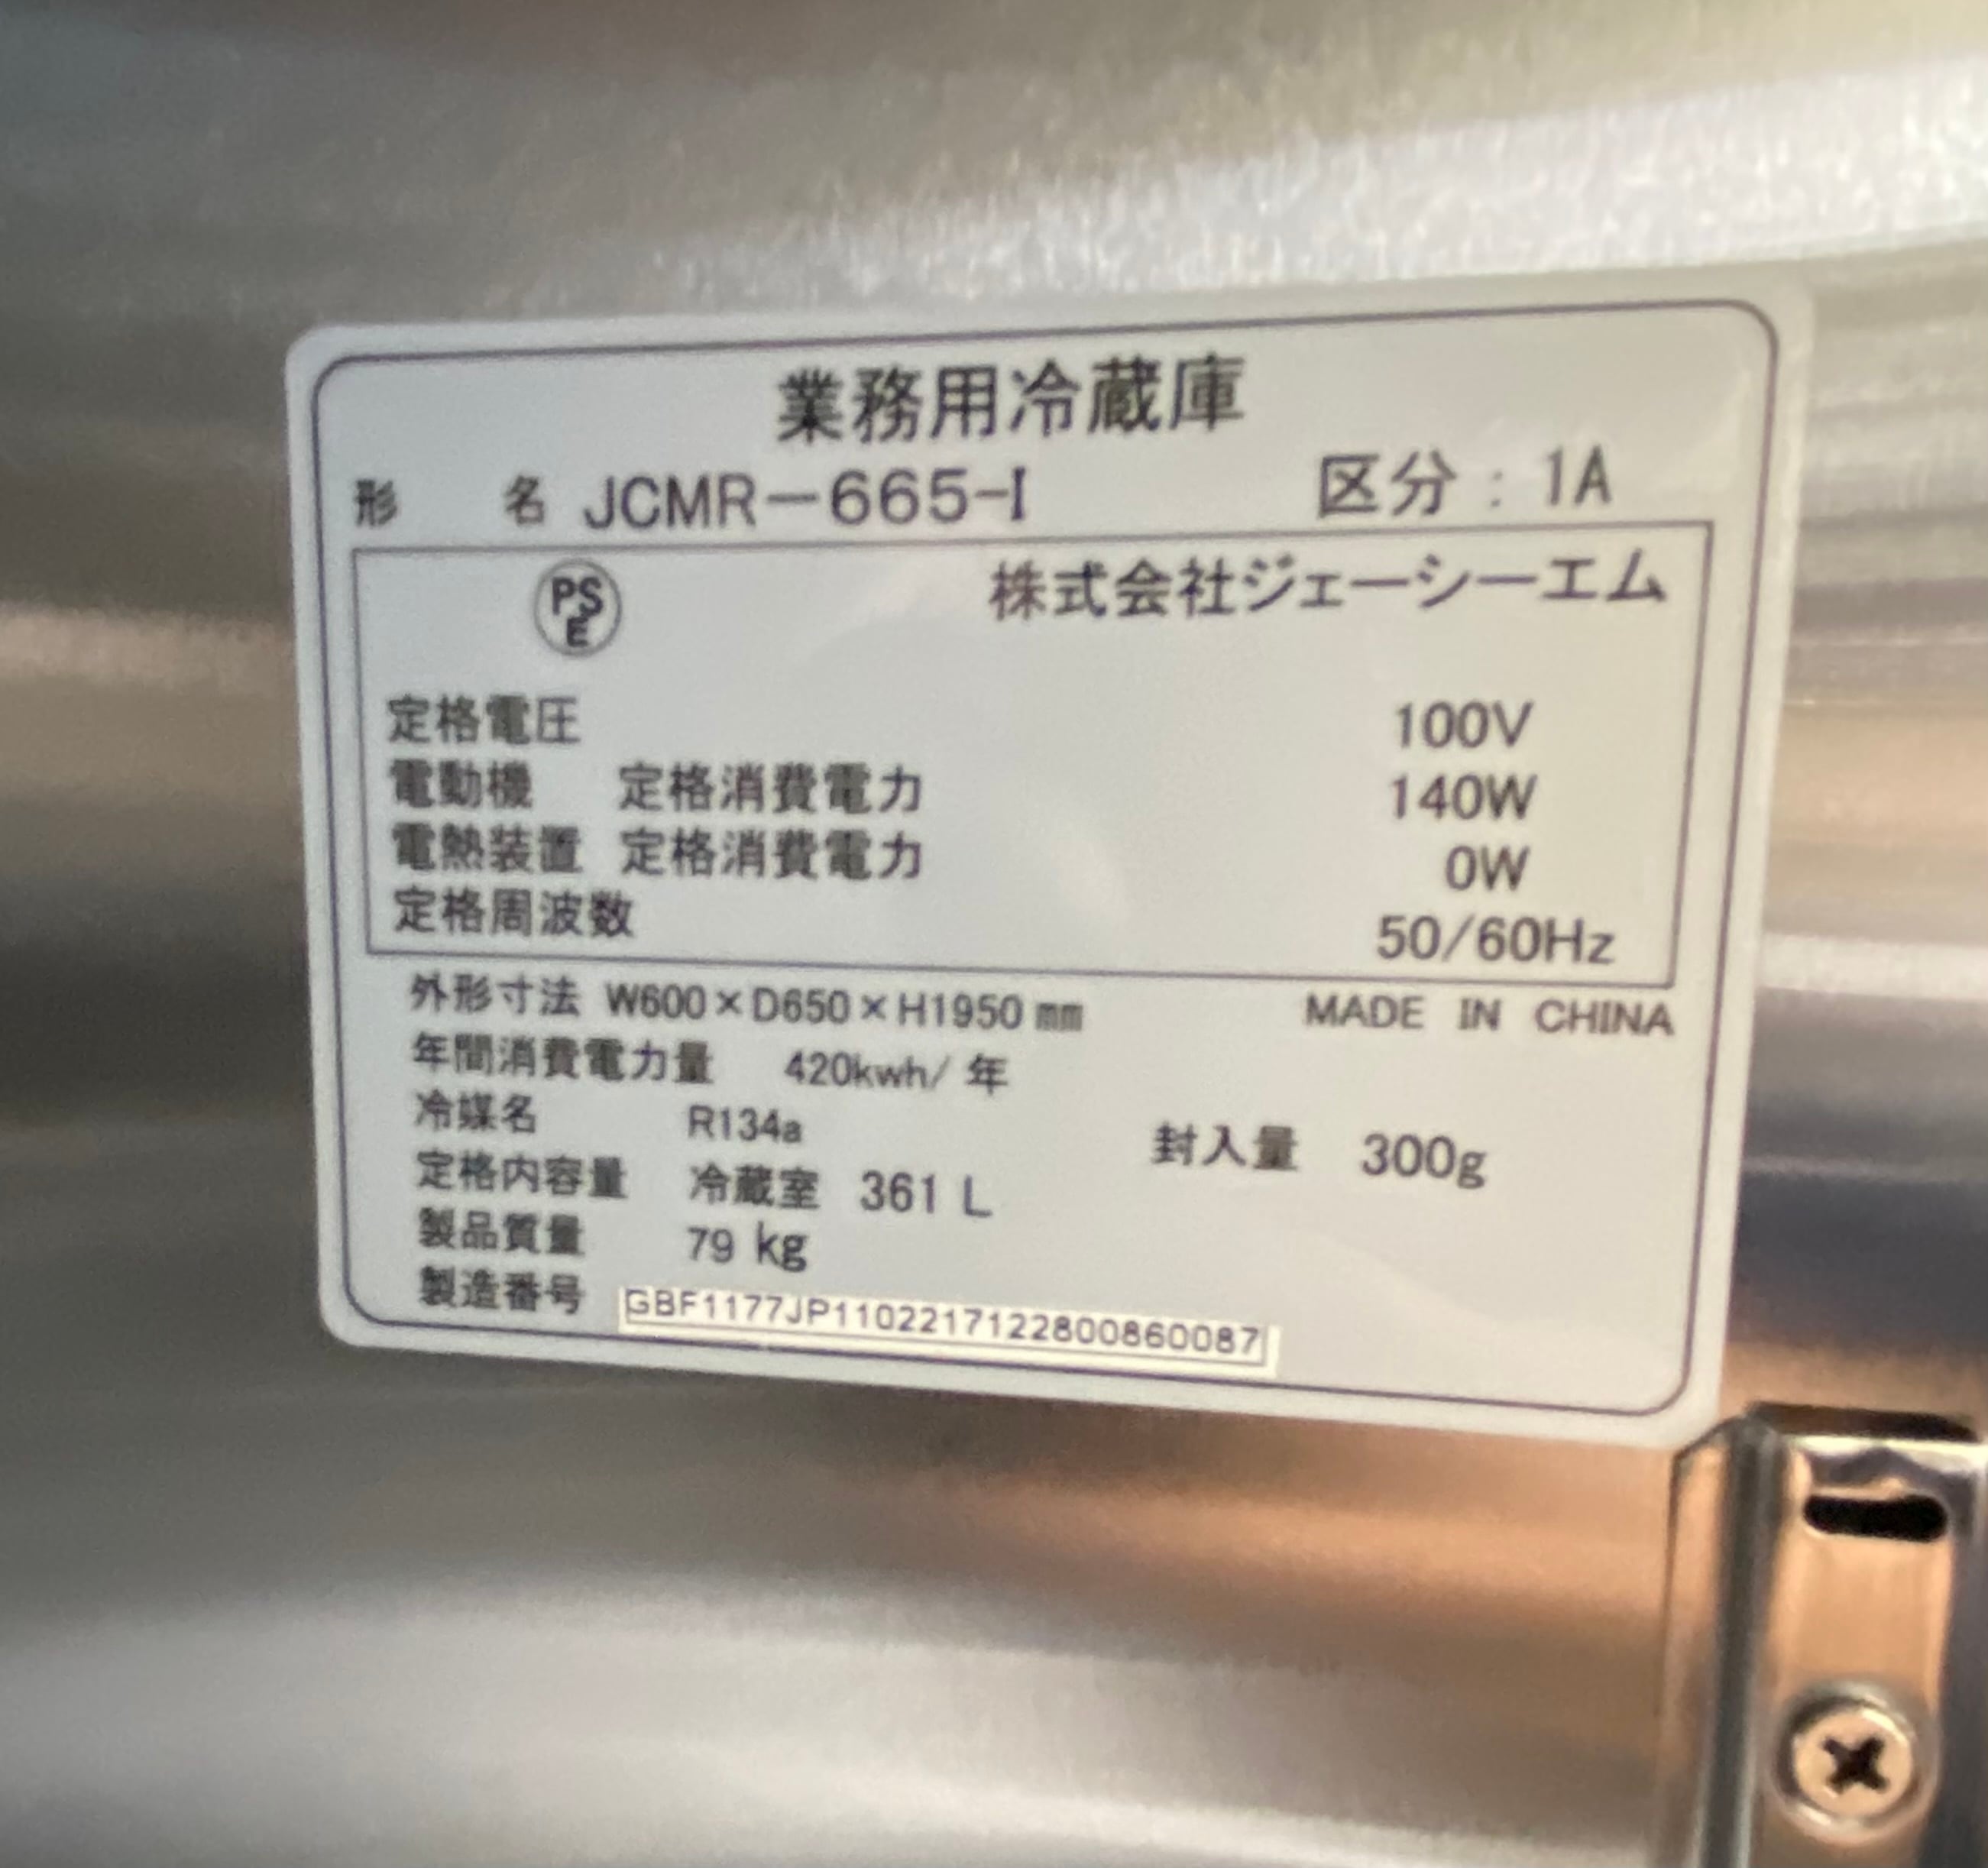 業務用冷蔵庫
形 名 JCMR-665-I 区分：1A
PSE 株式会社ジェーシーエム
定格電圧 100V
電動機 定格消費電力 140W
電熱装置 定格消費電力 0W
定格周波数 50/60Hz
外形寸法 W600×D650×H1950㎜ MADE IN CHINA
年間消費電力量 420kwh/年
冷媒名 R134a 封入量 300g
定格内容量 冷蔵室 361 L
製品質量 79 kg
製造番号 GBF1177JP1102217122800860087